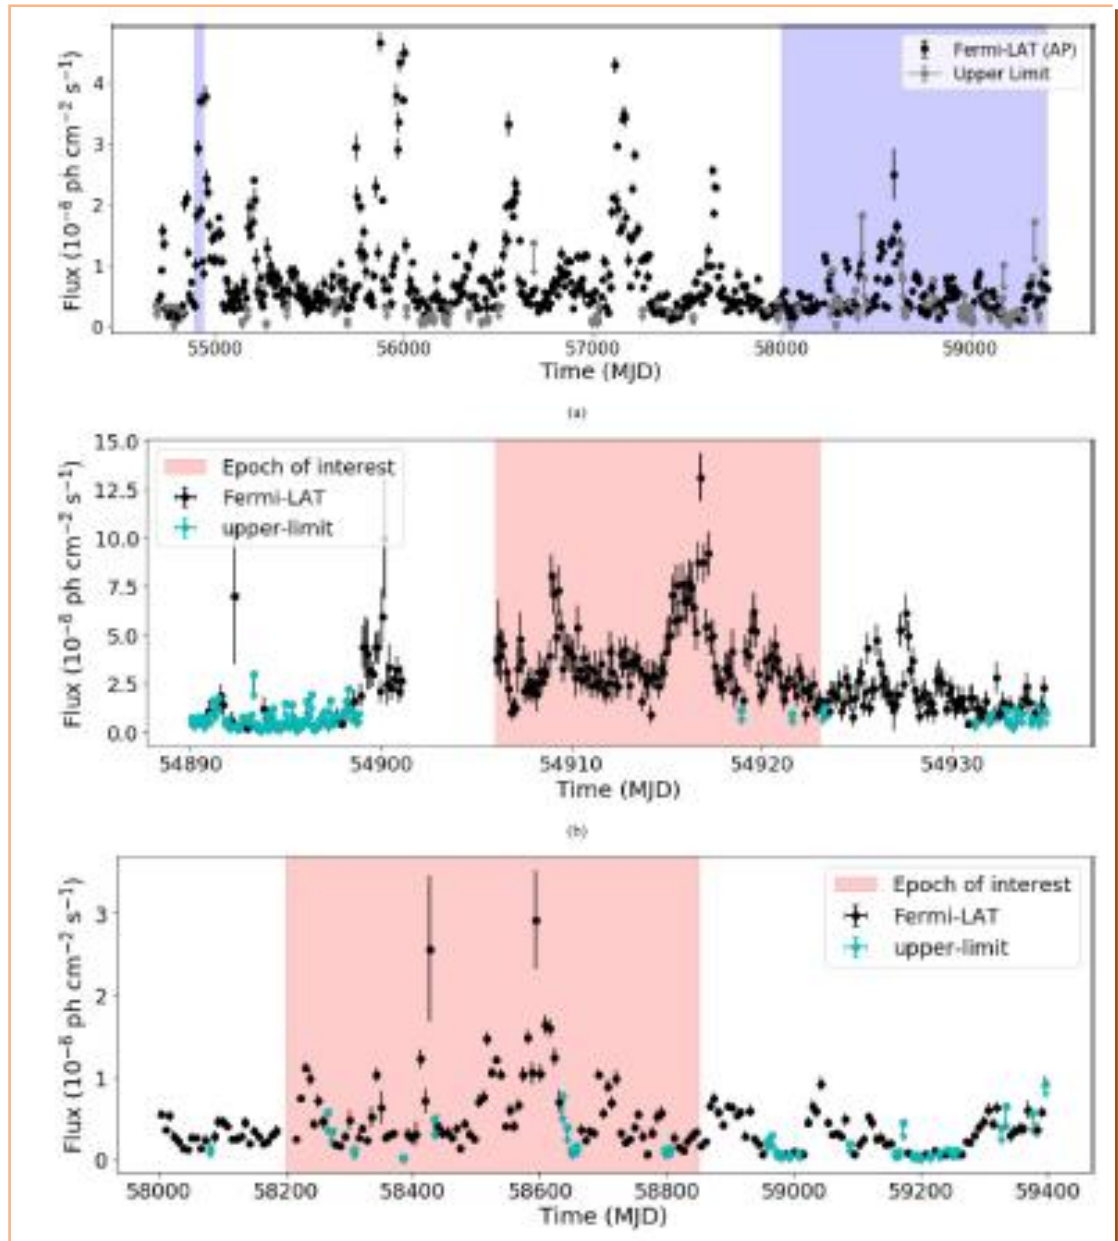 Fermi-LAT (AP)
Upper Limit
Flux (10⁻⁶ ph cm⁻² s⁻¹)
4
3
2
1
0
55000 56000 57000 58000 59000
Time (MJD)
(a)
Epoch of interest
Fermi-LAT
upper-limit
Flux (10⁻⁶ ph cm⁻² s⁻¹)
15.0
12.5
10.0
7.5
5.0
2.5
0.0
54890 54900 54910 54920 54930
Time (MJD)
(b)
Epoch of interest
Fermi-LAT
upper-limit
Flux (10⁻⁶ ph cm⁻² s⁻¹)
3
2
1
0
58000 58200 58400 58600 58800 59000 59200 59400
Time (MJD)